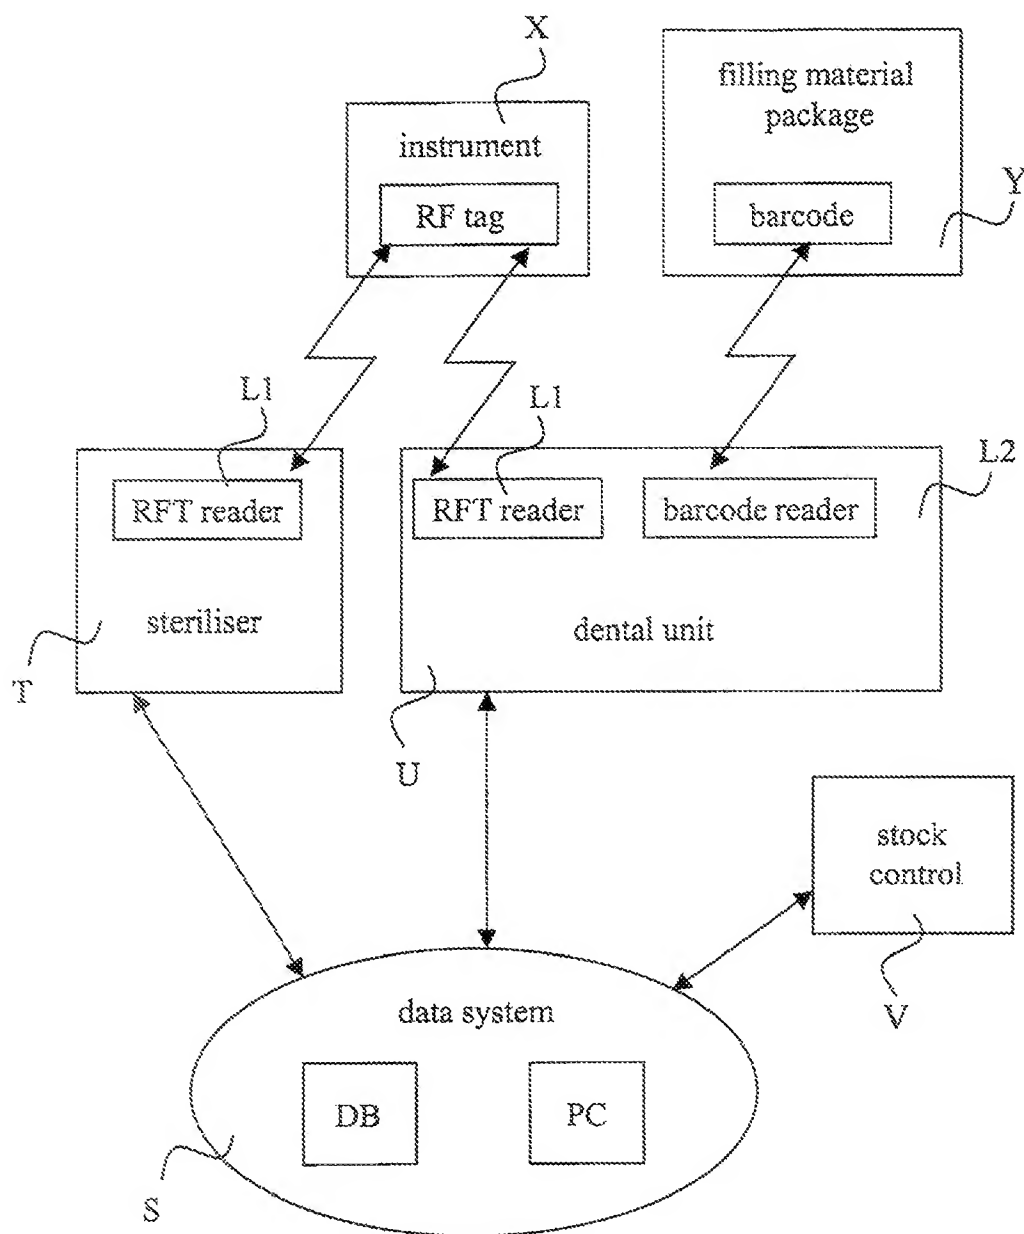 X
filling material
package
instrument
Y
RF tag
barcode
L1
L1
L2
RFT reader
RFT reader
barcode reader
steriliser
dental unit
T
U
stock
control
V
data system
DB
PC
S